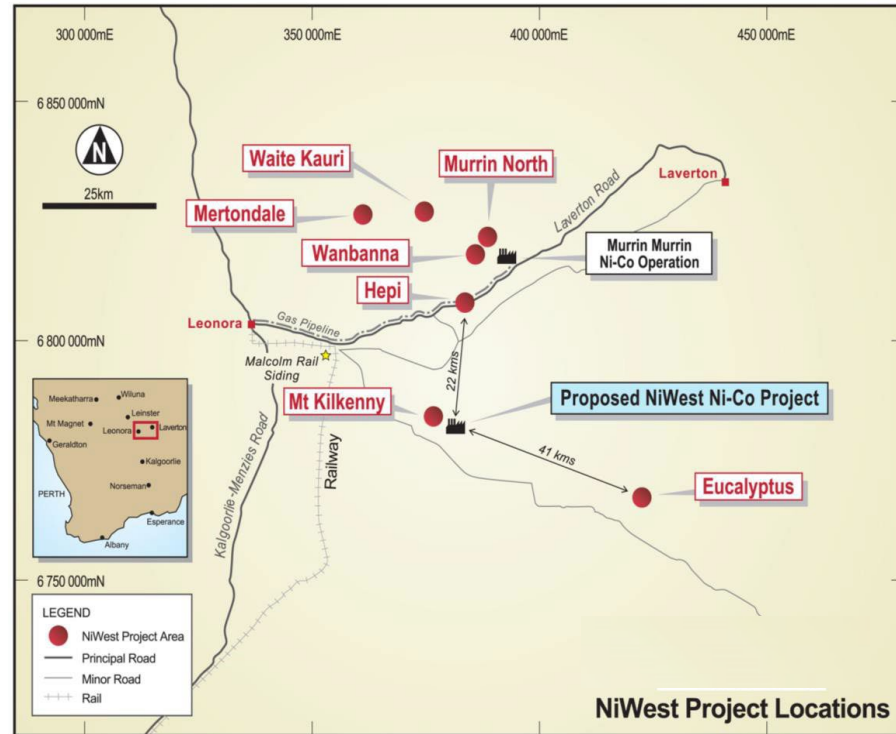 300 000mE
350 000mE
400 000mE
450 000mE
6 850 000mN
N
25km
Waite Kauri
Murrin North
Laverton
Mertondale
Laverton Road
Wanbanna
Murrin Murrin
Ni-Co Operation
Hepi
Gas Pipeline
Leonora
6 800 000mN
Malcolm Rail
Siding
22 kms
Mt Kilkenny
Proposed NiWest Ni-Co Project
41 kms
Eucalyptus
Kalgoorlie-Menzies Road
Railway
Meekatharra
Wiluna
Leinster
Mt Magnet
Leonora
Laverton
Geraldton
Kalgoorlie
PERTH
Norseman
Esperance
Albany
6 750 000mN
LEGEND
NiWest Project Area
Principal Road
Minor Road
Rail
NiWest Project Locations